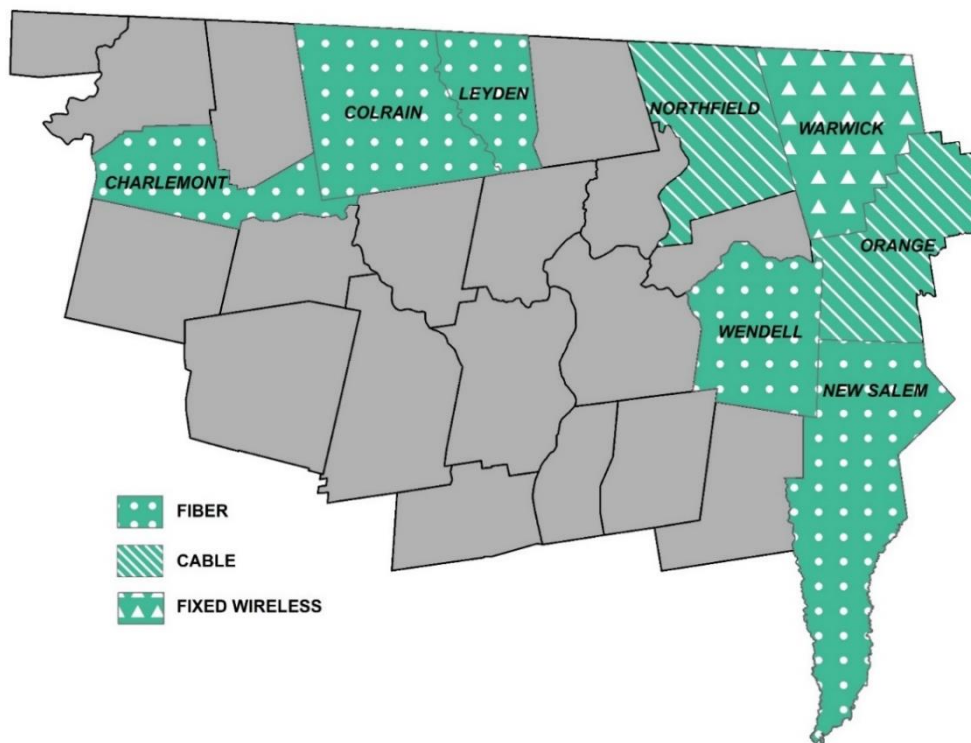 LEYDEN
COLRAIN
NORTHFIELD
WARWICK
CHARLEMONT
ORANGE
WENDELL
NEW SALEM
FIBER
CABLE
FIXED WIRELESS